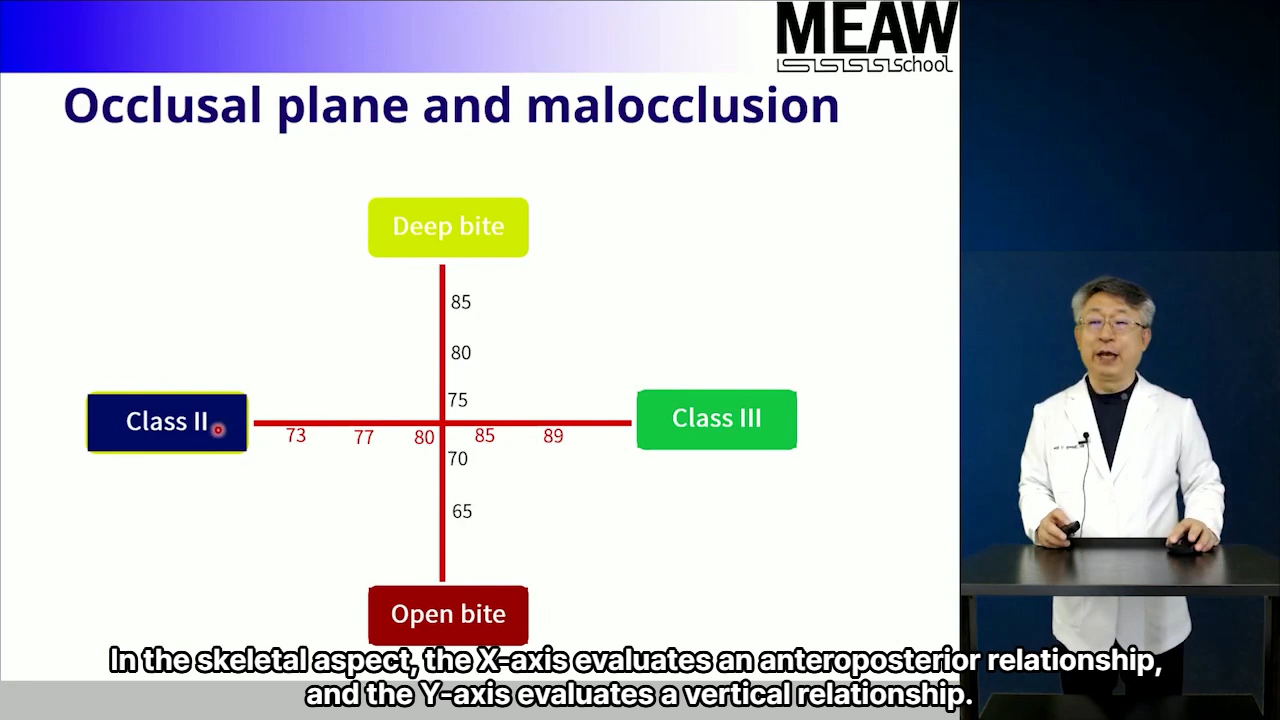 MEAW
school
Occlusal plane and malocclusion
Deep bite
85
80
75
Class II
Class III
73 77 80 85 89
70
65
Open bite
In the skeletal aspect, the X-axis evaluates an anteroposterior relationship,
and the Y-axis evaluates a vertical relationship.